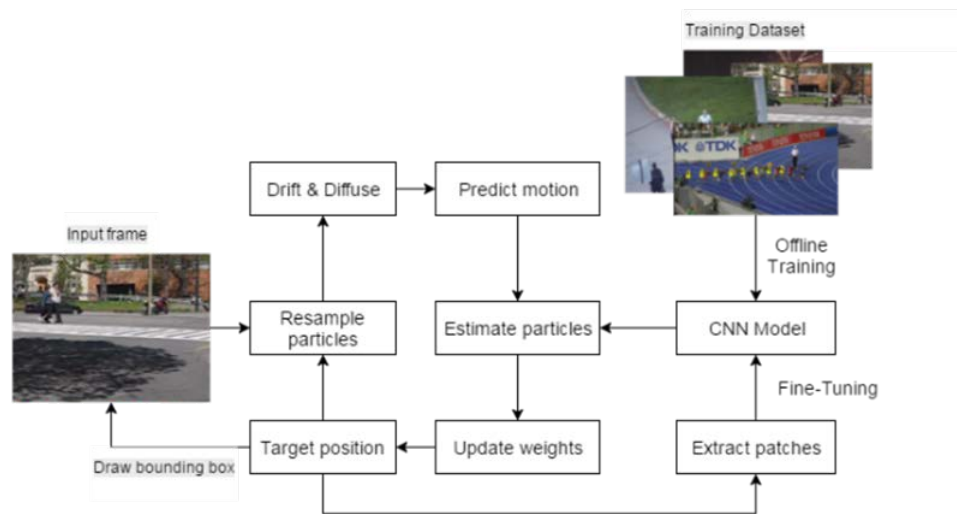 Training Dataset
K
TDK
Drift & Diffuse
Predict motion
Input frame
Offline
Training
Resample
particles
Estimate particles
CNN Model
Fine-Tuning
Target position
Update weights
Extract patches
Draw bounding box